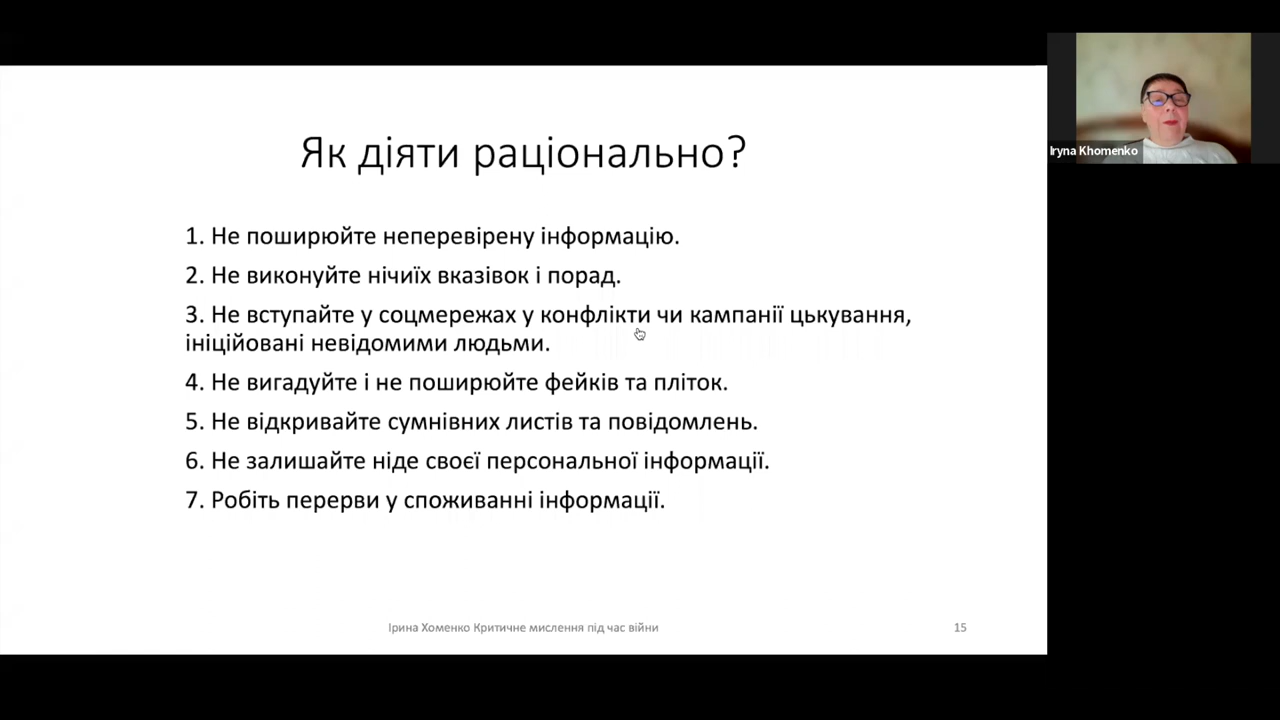 Як діяти раціонально?
1. Не поширюйте неперевірену інформацію.
2. Не виконуйте нічиїх вказівок і порад.
3. Не вступайте у соцмережах у конфлікти чи кампанії цькування,
ініційовані невідомими людьми.
4. Не вигадуйте і не поширюйте фейків та пліток.
5. Не відкривайте сумнівних листів та повідомлень.
6. Не залишайте ніде своєї персональної інформації.
7. Робіть перерви у споживанні інформації.
Ірина Хоменко Критичне мислення під час війни
15
Iryna Khomenko